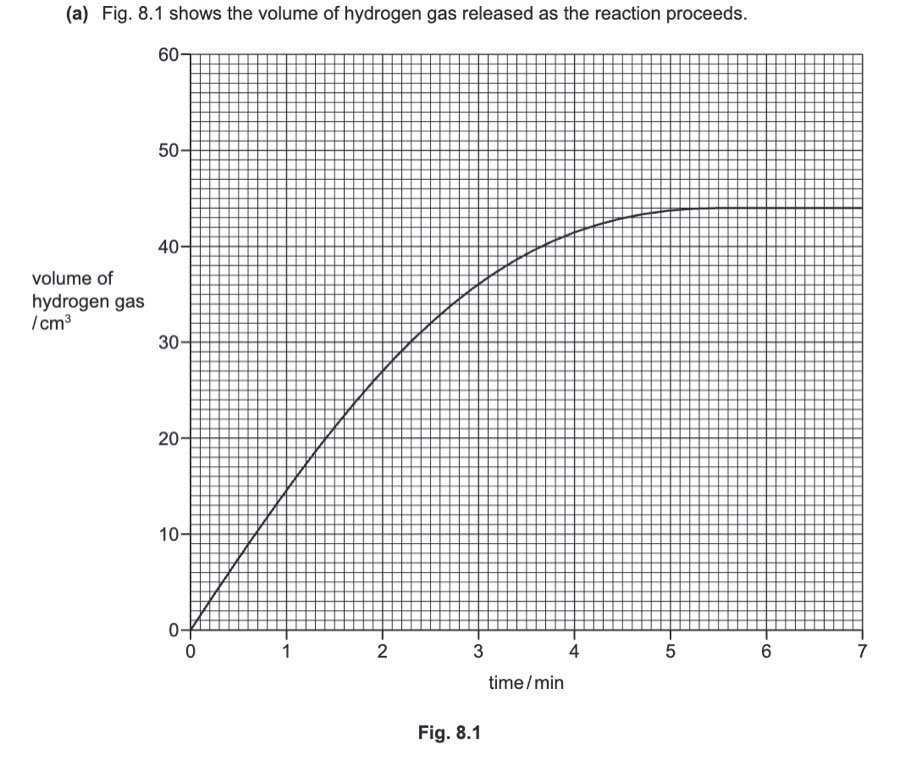 (a) Fig. 8.1 shows the volume of hydrogen gas released as the reaction proceeds.
60
50
40
volume of
hydrogen gas
/ cm³
30
20
10
0
0 1 2 3 4 5 6 7
time / min
Fig. 8.1